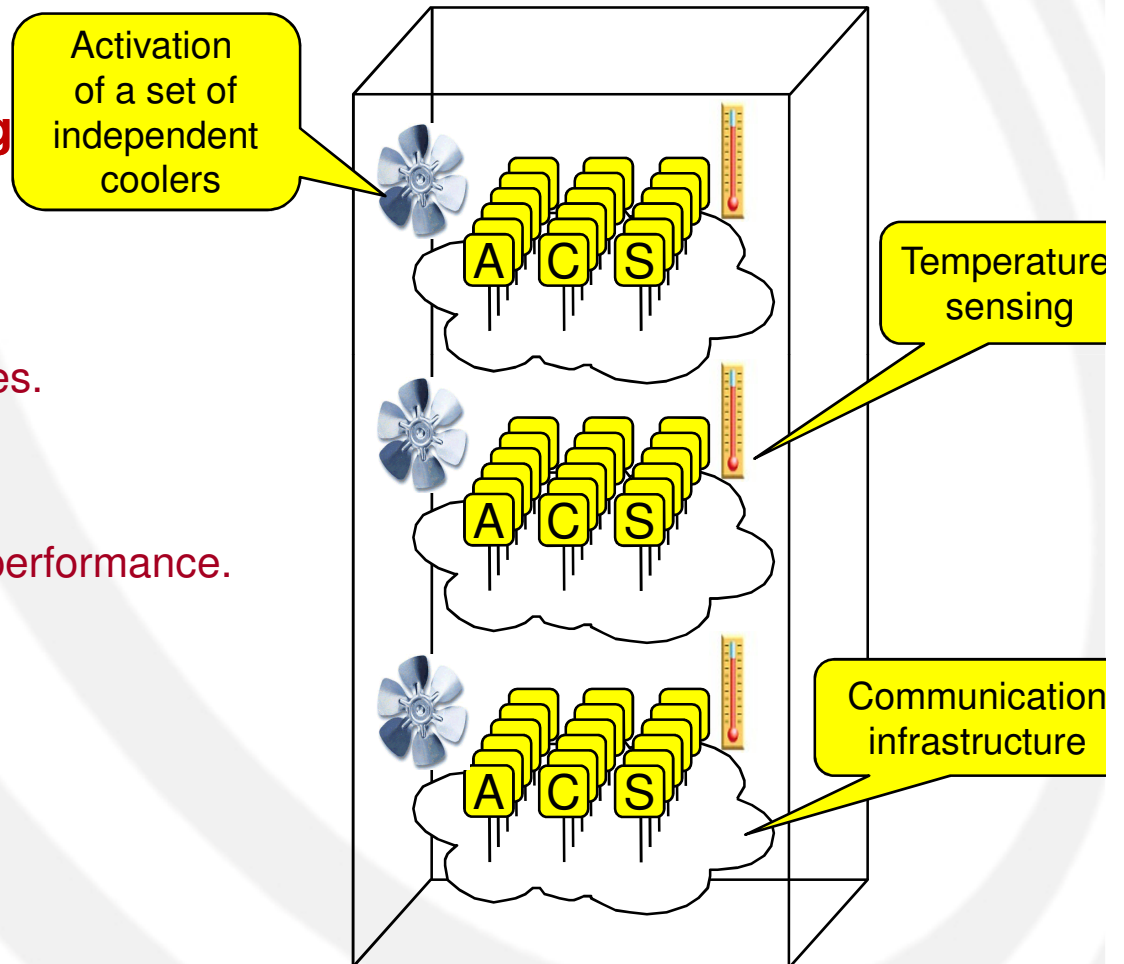 Activation
of a set of
independent
coolers
g
es.
performance.
A C S
Temperature
sensing
A C S
Communication
infrastructure
A C S